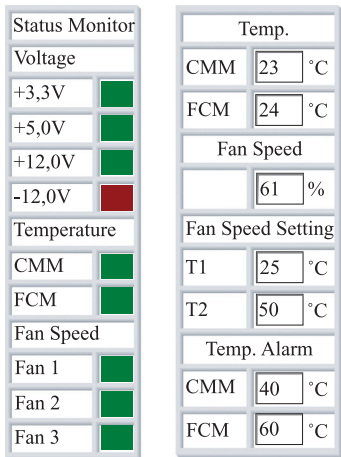 Status Monitor
Voltage
+3,3V
+5,0V
+12,0V
-12,0V
Temperature
CMM
FCM
Fan Speed
Fan 1
Fan 2
Fan 3
Temp.
CMM 23 °C
FCM 24 °C
Fan Speed
61 %
Fan Speed Setting
T1 25 °C
T2 50 °C
Temp. Alarm
CMM 40 °C
FCM 60 °C